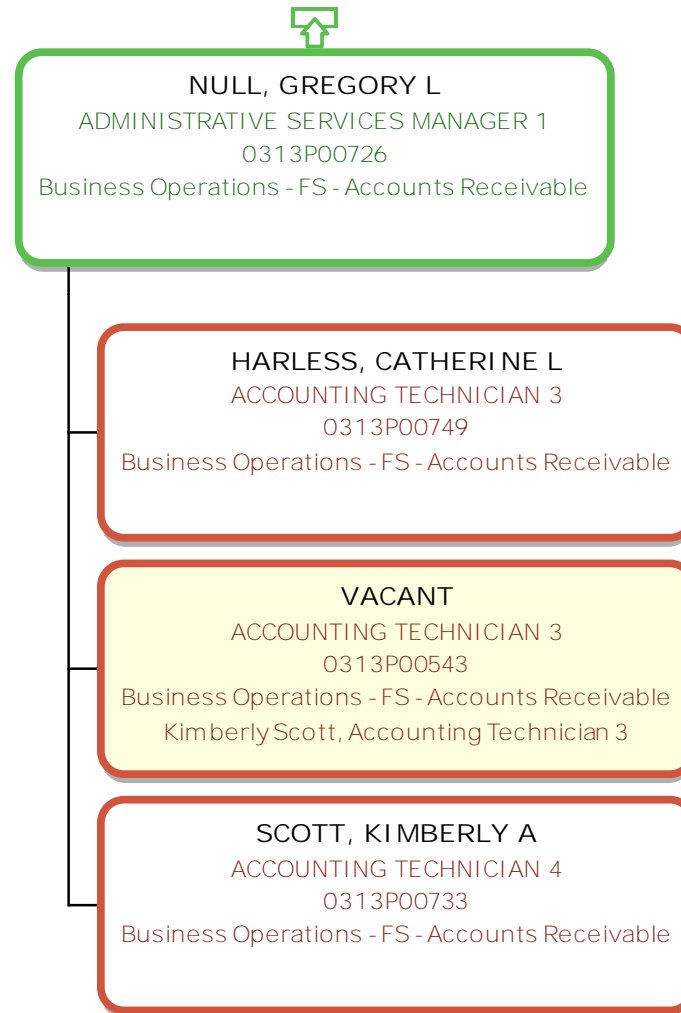 NULL, GREGORY L
ADMINISTRATIVE SERVICES MANAGER 1
0313P00726
Business Operations - FS - Accounts Receivable
HARLESS, CATHERINE L
ACCOUNTING TECHNICIAN 3
0313P00749
Business Operations - FS - Accounts Receivable
VACANT
ACCOUNTING TECHNICIAN 3
0313P00543
Business Operations - FS - Accounts Receivable
Kimberly Scott, Accounting Technician 3
SCOTT, KIMBERLY A
ACCOUNTING TECHNICIAN 4
0313P00733
Business Operations - FS - Accounts Receivable